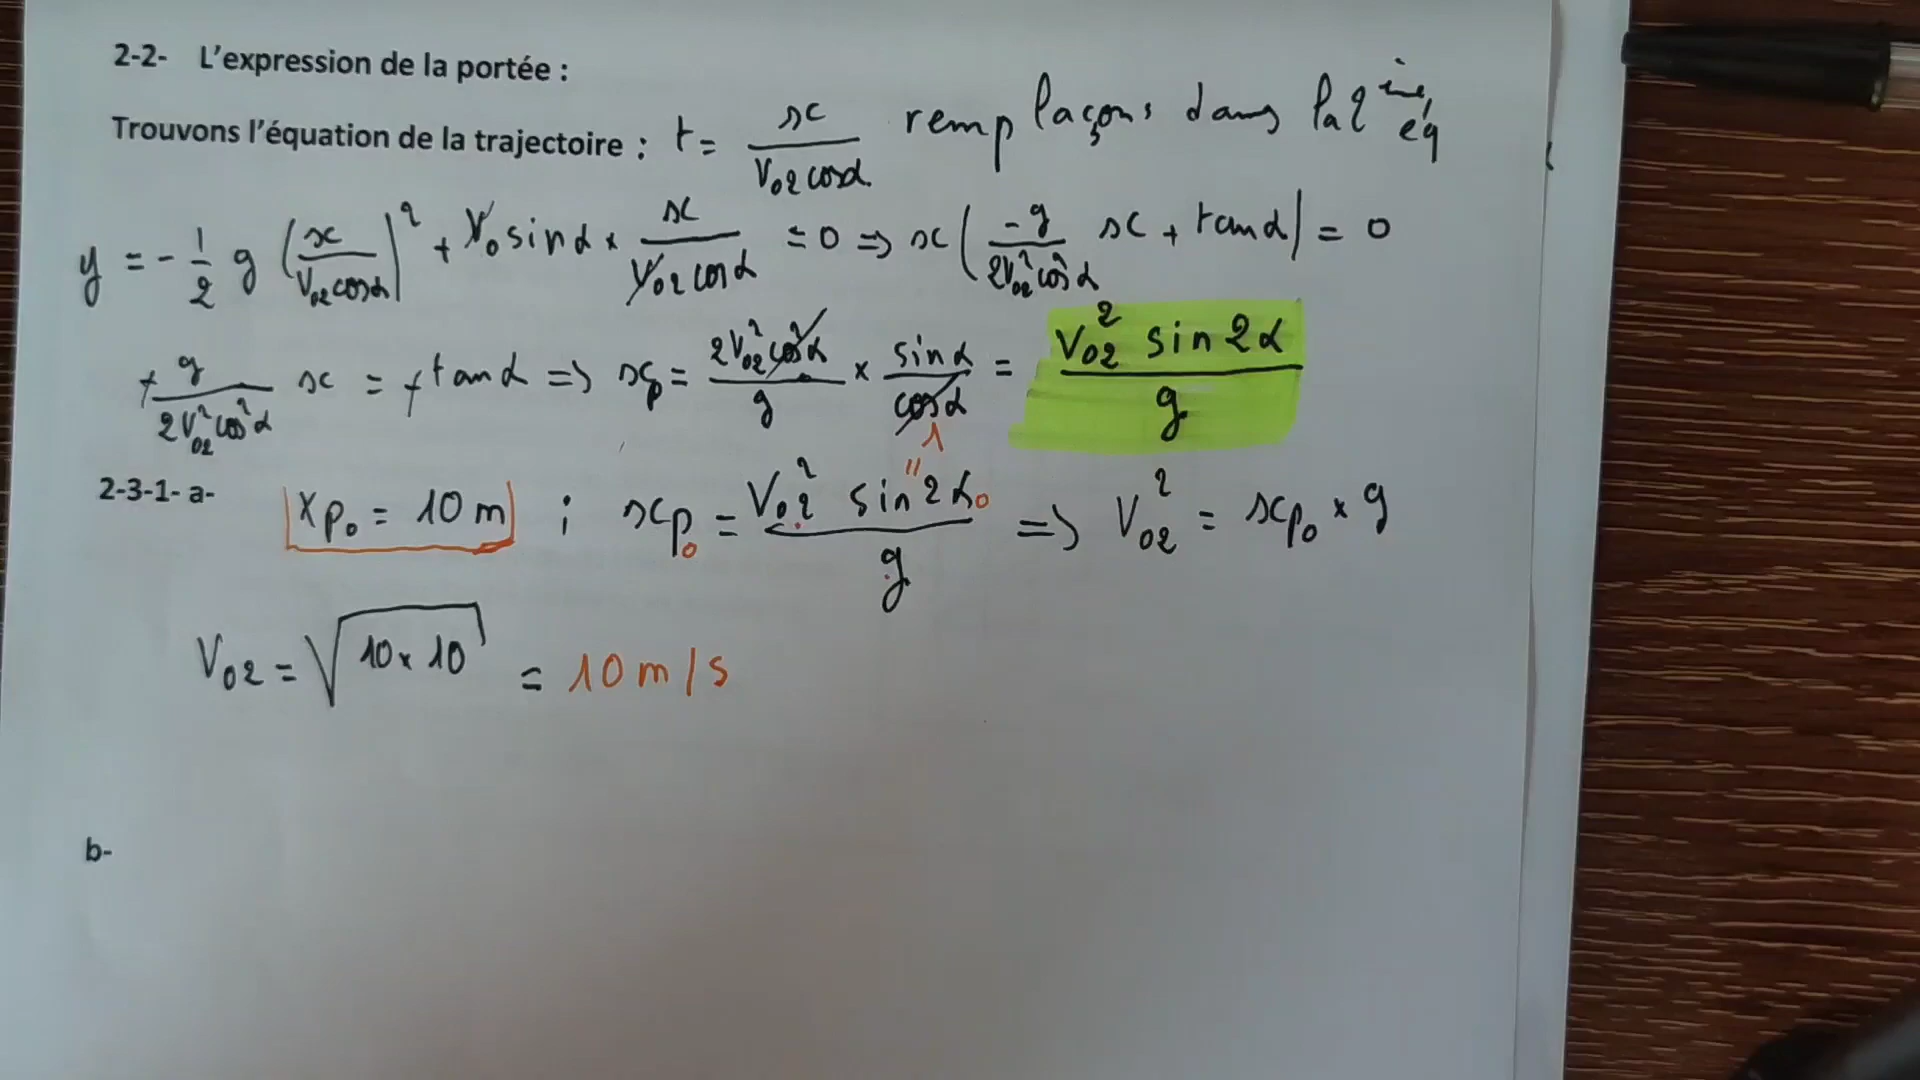 2-2- L'expression de la portée :
Trouvons l'équation de la trajectoire : t = x / (V02 cosα) remplaçons dans la 2ème éq
y = - 1/2 g (x / (V02 cosα))² + V0 sinα × x / (V02 cosα) = 0 => x (-g / (2V02² cos²α) x + tanα) = 0
+ g / (2V02² cos²α) x = + tanα => xp = 2V02² cos²α / g × sinα / cosα = V02² sin2α / g
1
"
2-3-1- a- xp0 = 10 m ; xp0 = V02² sin2α0 / g => V02² = xp0 × g
V02 = √(10 × 10) = 10 m/s
b-